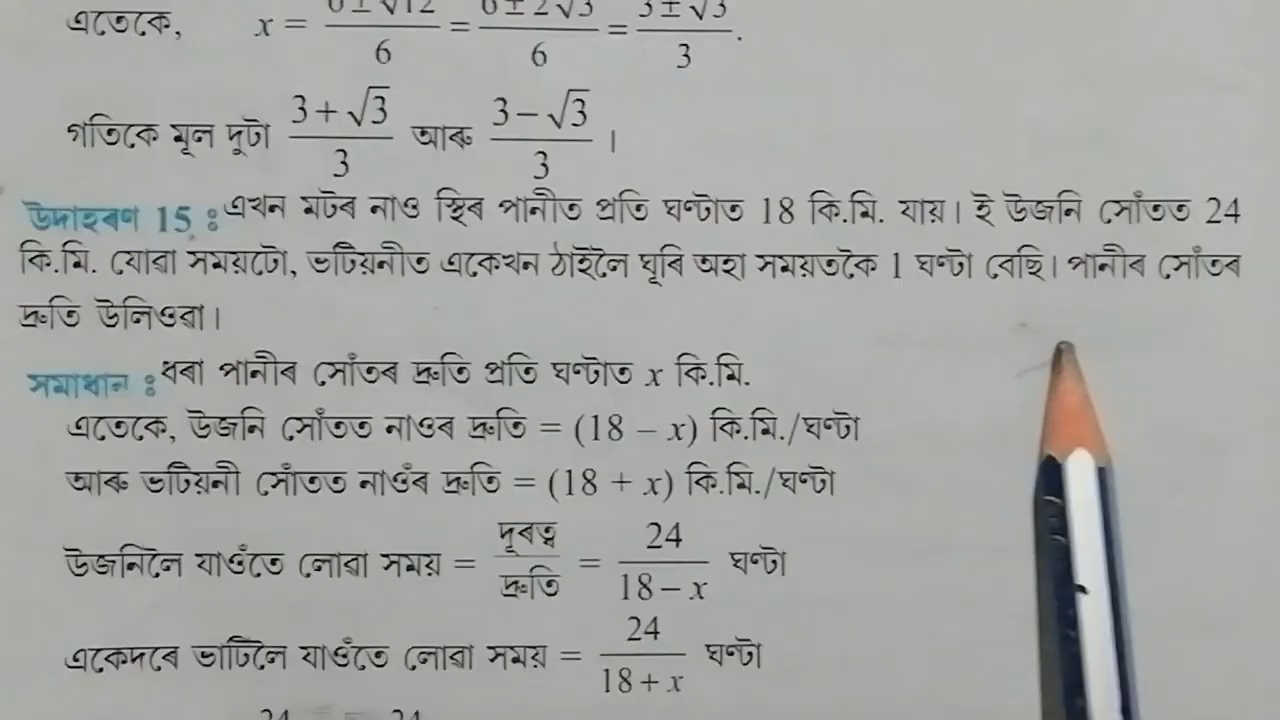 এতেকে, x = 6 ± √12 / 6 = 6 ± 2√3 / 6 = 3 ± √3 / 3.
গতিকে মূল দুটা 3 + √3 / 3 আৰু 3 − √3 / 3 ।
উদাহৰণ 15 : এখন মটৰ নাও স্থিৰ পানীত প্ৰতি ঘণ্টাত 18 কি.মি. যায়। ই উজনি সোঁতত 24
কি.মি. যোৱা সময়টো, ভটিয়নীত একেখন ঠাইলৈ ঘূৰি অহা সময়তকৈ 1 ঘণ্টা বেছি। পানীৰ সোঁতৰ
দ্ৰুতি উলিওৱা।
সমাধান : ধৰা পানীৰ সোঁতৰ দ্ৰুতি প্ৰতি ঘণ্টাত x কি.মি.
এতেকে, উজনি সোঁতত নাওৰ দ্ৰুতি = (18 − x) কি.মি./ঘণ্টা
আৰু ভটিয়নী সোঁতত নাওঁৰ দ্ৰুতি = (18 + x) কি.মি./ঘণ্টা
উজনিলৈ যাওঁতে লোৱা সময় = দূৰত্ব / দ্ৰুতি = 24 / 18 − x ঘণ্টা
একেদৰে ভাটিলৈ যাওঁতে লোৱা সময় = 24 / 18 + x ঘণ্টা
24 24